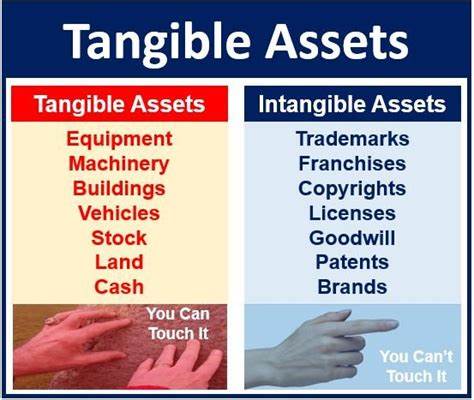 Tangible Assets
Tangible Assets
Equipment
Machinery
Buildings
Vehicles
Stock
Land
Cash
You Can
Touch It
Intangible Assets
Trademarks
Franchises
Copyrights
Licenses
Goodwill
Patents
Brands
You Can't
Touch It